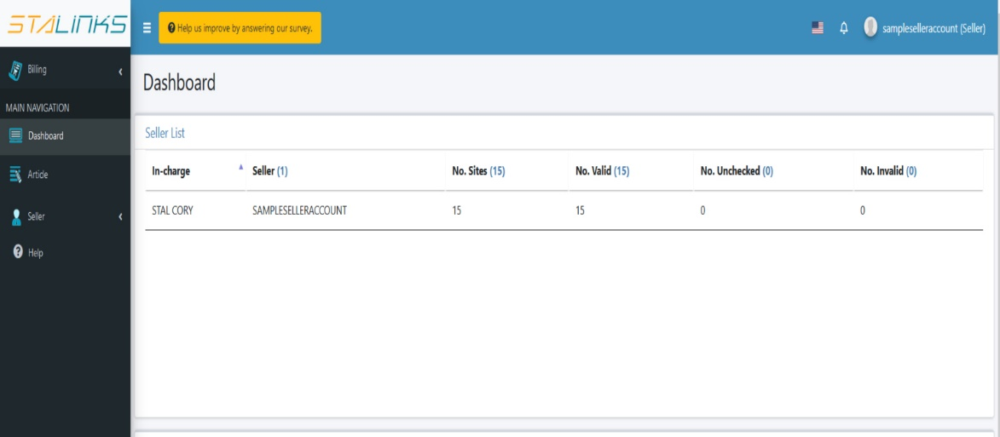 STALINKS
Help us improve by answering our survey.
sampleselleraccount (Seller)
Billing
MAIN NAVIGATION
Dashboard
Article
Seller
Help
Dashboard
Seller List
In-charge Seller (1) No. Sites (15) No. Valid (15) No. Unchecked (0) No. Invalid (0)
STAL CORY SAMPLESELLERACCOUNT 15 15 0 0